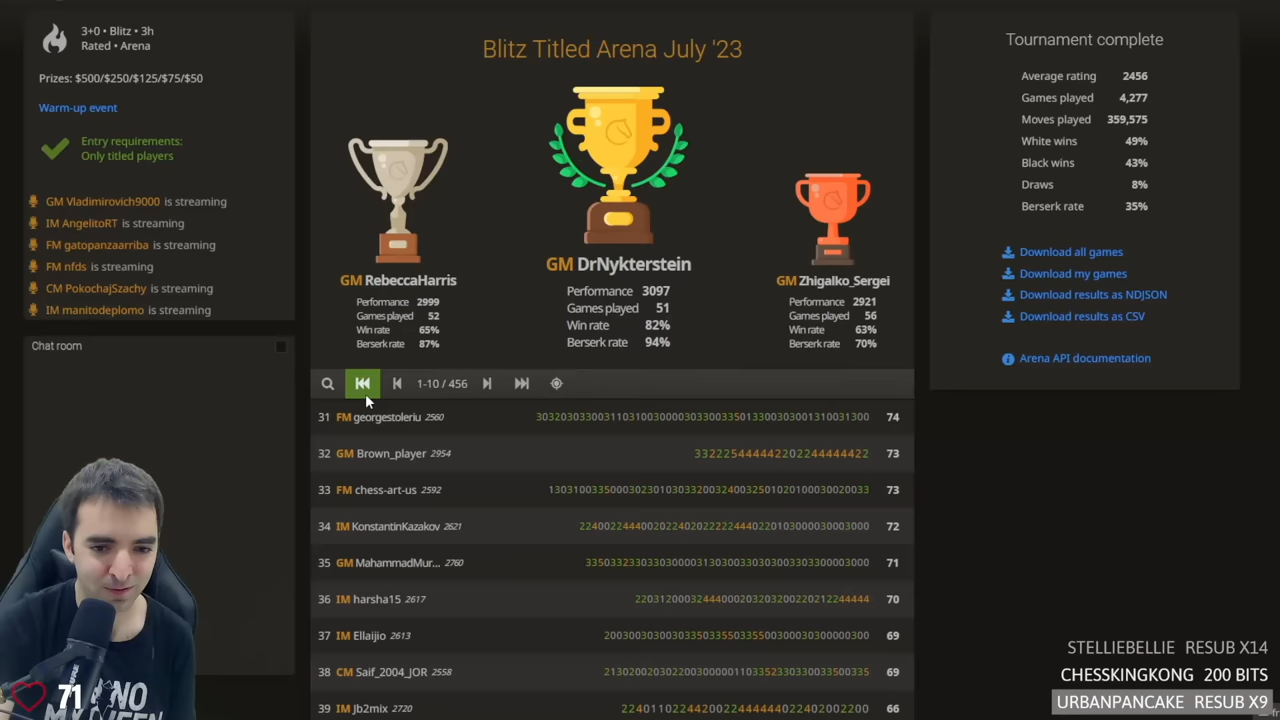 3+0 • Blitz • 3h
Rated • Arena
Prizes: $500/$250/$125/$75/$50
Warm-up event
Entry requirements:
Only titled players
GM Vladimirovich9000 is streaming
IM AngelitoRT is streaming
FM gatopanzaarriba is streaming
FM nfds is streaming
CM PokochajSzachy is streaming
IM manitodeplomo is streaming
Chat room
Blitz Titled Arena July '23
GM RebeccaHarris
Performance 2999
Games played 52
Win rate 65%
Berserk rate 87%
GM DrNykterstein
Performance 3097
Games played 51
Win rate 82%
Berserk rate 94%
GM Zhigalko_Sergei
Performance 2921
Games played 56
Win rate 63%
Berserk rate 70%
1-10 / 456
31 FM georgestoleriu 2560 74
32 GM Brown_player 2954 33222544444220224444442​2 73
33 FM chess-art-us 2592 73
34 IM KonstantinKazakov 2621 72
35 GM MahammadMur... 2760 71
36 IM harsha15 2617 70
37 IM Ellaijio 2613 69
38 CM Saif_2004_JOR 2558 69
39 IM Jb2mix 2720 66
Tournament complete
Average rating 2456
Games played 4,277
Moves played 359,575
White wins 49%
Black wins 43%
Draws 8%
Berserk rate 35%
Download all games
Download my games
Download results as NDJSON
Download results as CSV
Arena API documentation
71
STELLIEBELLIE RESUB X14
CHESSKINGKONG 200 BITS
URBANPANCAKE RESUB X9